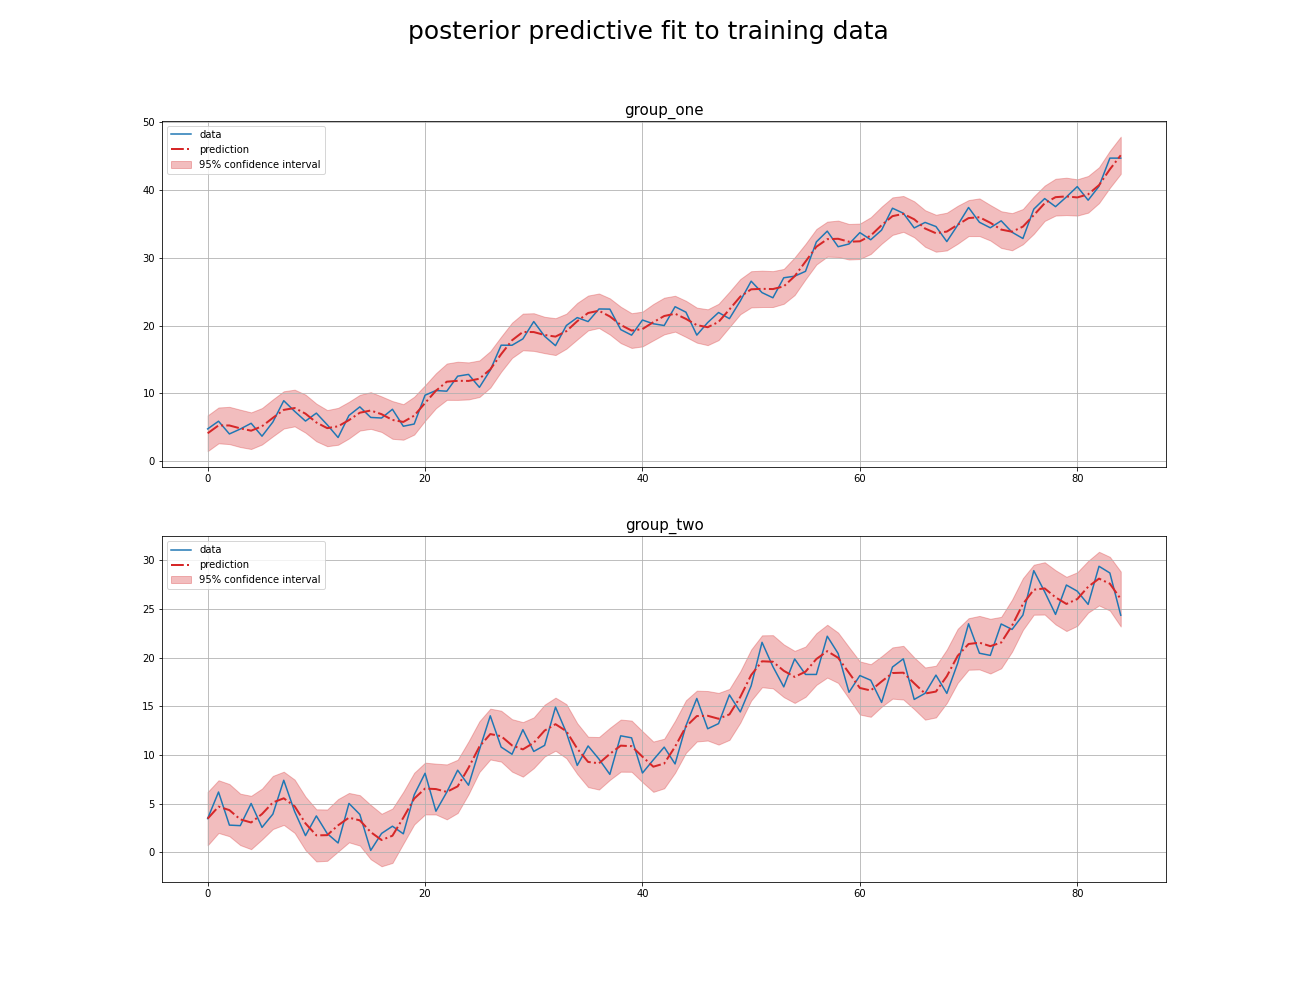 posterior predictive fit to training data
group_one
data
prediction
95% confidence interval
50
40
30
20
10
0
0 20 40 60 80
group_two
data
prediction
95% confidence interval
30
25
20
15
10
5
0
0 20 40 60 80